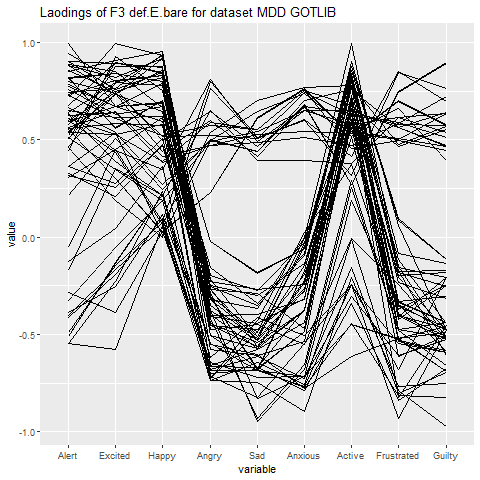 Laodings of F3 def.E.bare for dataset MDD GOTLIB
1.0
0.5
0.0
-0.5
-1.0
value
Alert Excited Happy Angry Sad Anxious Active Frustrated Guilty
variable